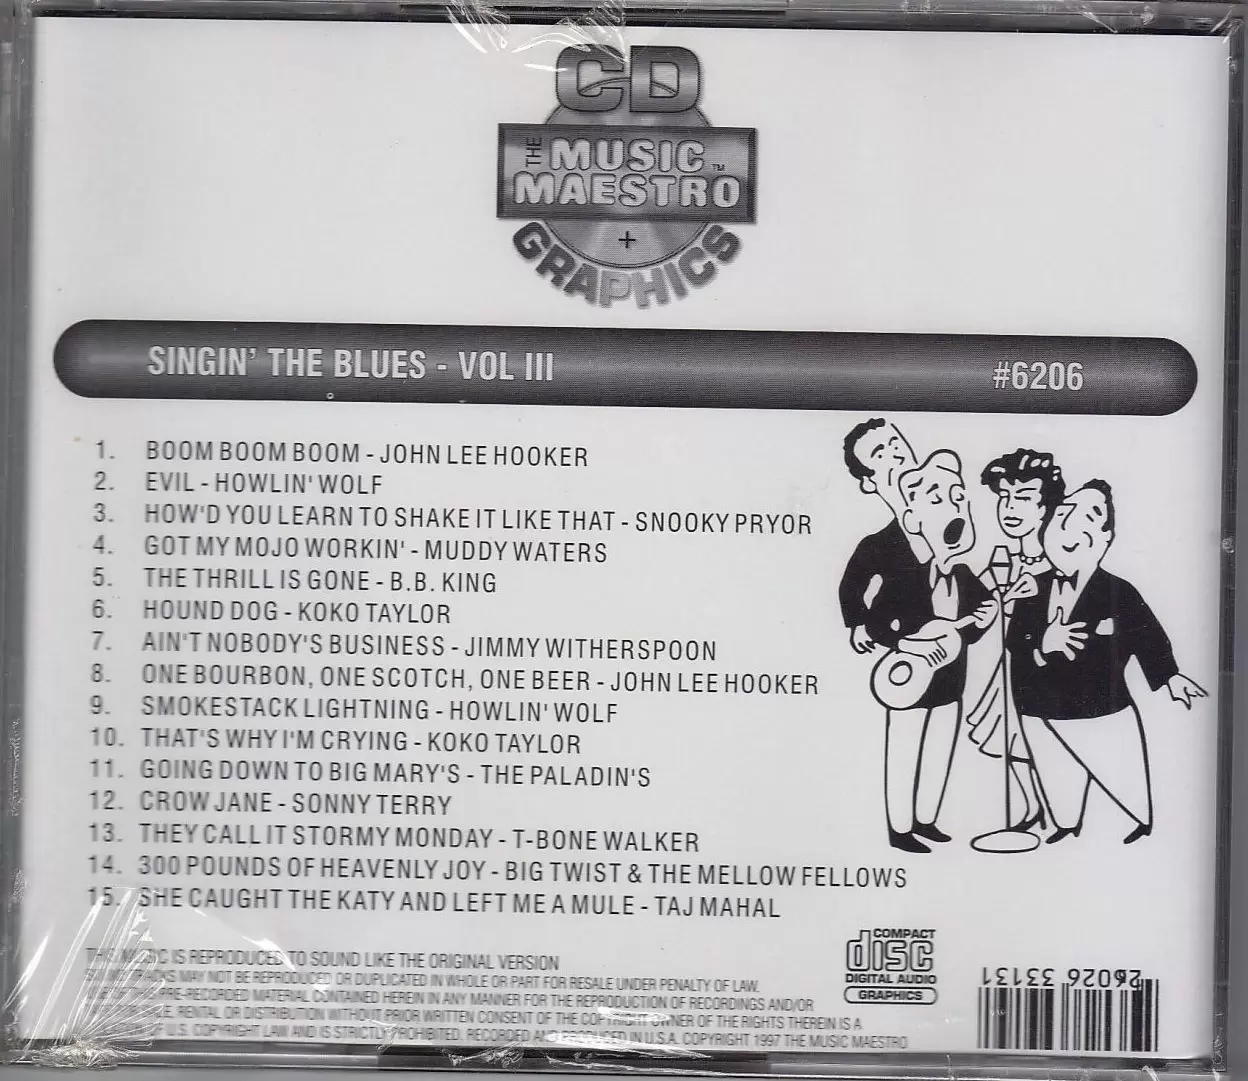 CD
THE MUSIC™
MAESTRO
+
GRAPHICS
SINGIN' THE BLUES - VOL III #6206
1. BOOM BOOM BOOM - JOHN LEE HOOKER
2. EVIL - HOWLIN' WOLF
3. HOW'D YOU LEARN TO SHAKE IT LIKE THAT - SNOOKY PRYOR
4. GOT MY MOJO WORKIN' - MUDDY WATERS
5. THE THRILL IS GONE - B.B. KING
6. HOUND DOG - KOKO TAYLOR
7. AIN'T NOBODY'S BUSINESS - JIMMY WITHERSPOON
8. ONE BOURBON, ONE SCOTCH, ONE BEER - JOHN LEE HOOKER
9. SMOKESTACK LIGHTNING - HOWLIN' WOLF
10. THAT'S WHY I'M CRYING - KOKO TAYLOR
11. GOING DOWN TO BIG MARY'S - THE PALADIN'S
12. CROW JANE - SONNY TERRY
13. THEY CALL IT STORMY MONDAY - T-BONE WALKER
14. 300 POUNDS OF HEAVENLY JOY - BIG TWIST & THE MELLOW FELLOWS
15. SHE CAUGHT THE KATY AND LEFT ME A MULE - TAJ MAHAL
THIS MUSIC IS REPRODUCED TO SOUND LIKE THE ORIGINAL VERSION
MAY NOT BE REPRODUCED OR DUPLICATED IN WHOLE OR PART FOR RESALE UNDER PENALTY OF LAW.
PRE-RECORDED MATERIAL CONTAINED HEREIN IN ANY MANNER FOR THE REPRODUCTION OF RECORDINGS AND/OR
RENTAL OR DISTRIBUTION WITHOUT PRIOR WRITTEN CONSENT OF THE COPYRIGHT OWNER OF THE RIGHTS THEREIN IS A
OF U.S. COPYRIGHT LAW AND IS STRICTLY PROHIBITED. RECORDED AND PRODUCED IN U.S.A. COPYRIGHT 1997 THE MUSIC MAESTRO
COMPACT
disc
DIGITAL AUDIO
GRAPHICS
26026 33131